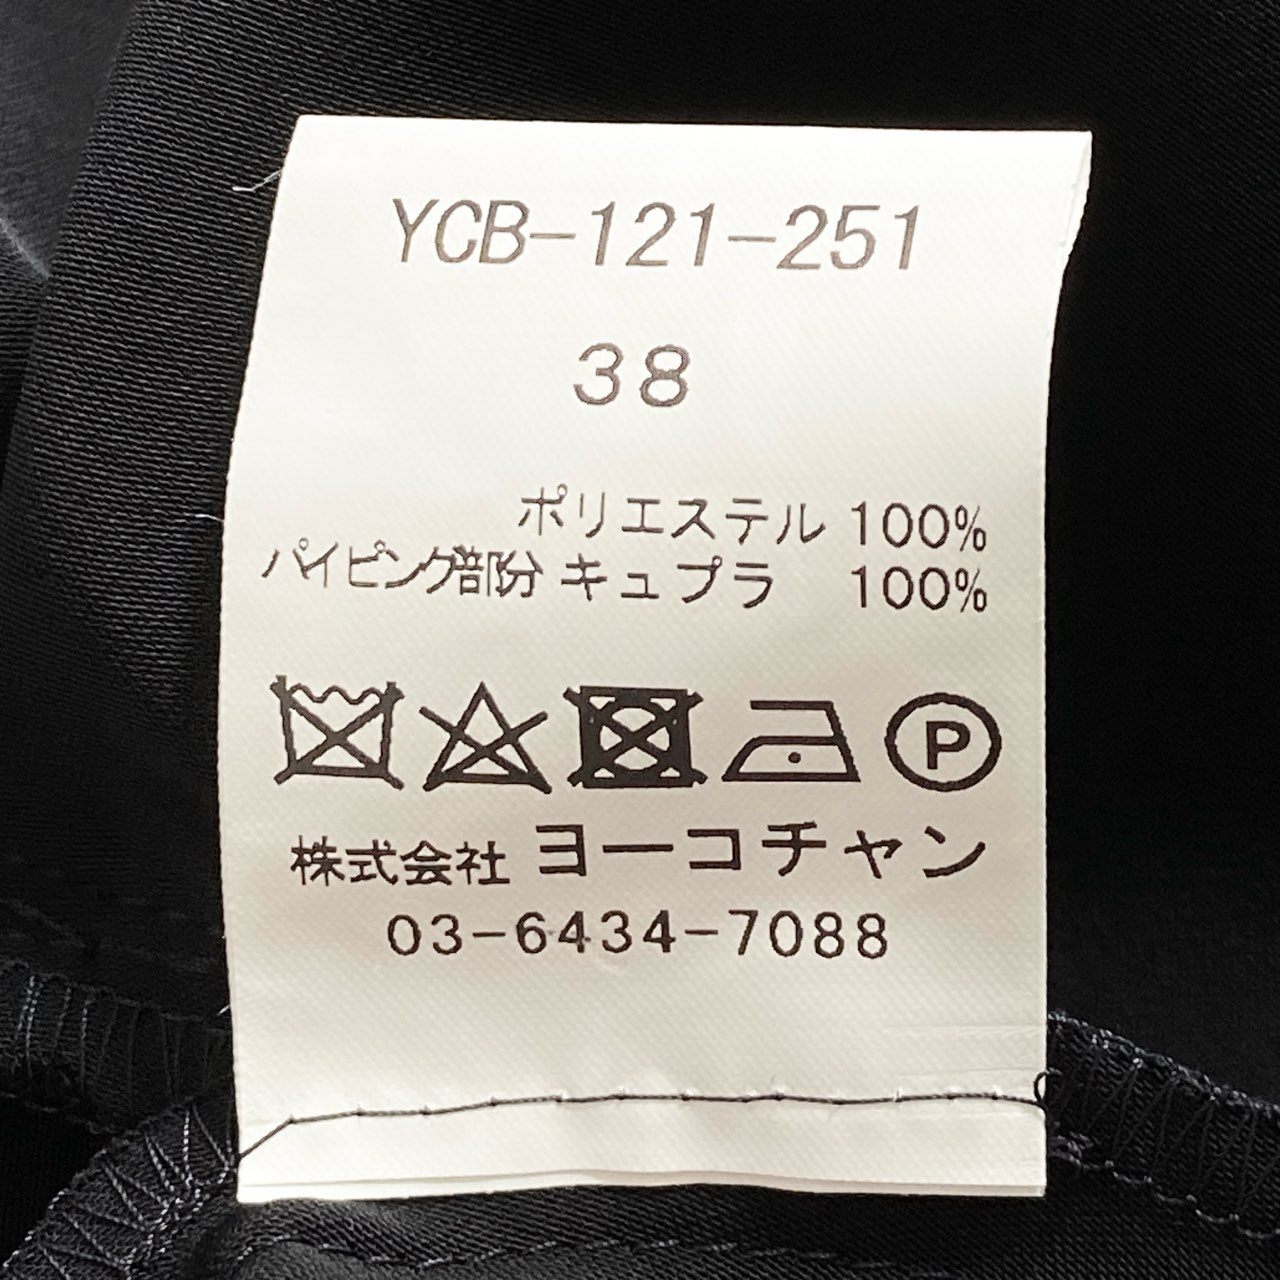 YCB-121-251
38
ポリエステル 100%
パイピング部分 キュプラ 100%
P
株式会社 ヨーコチャン
03-6434-7088